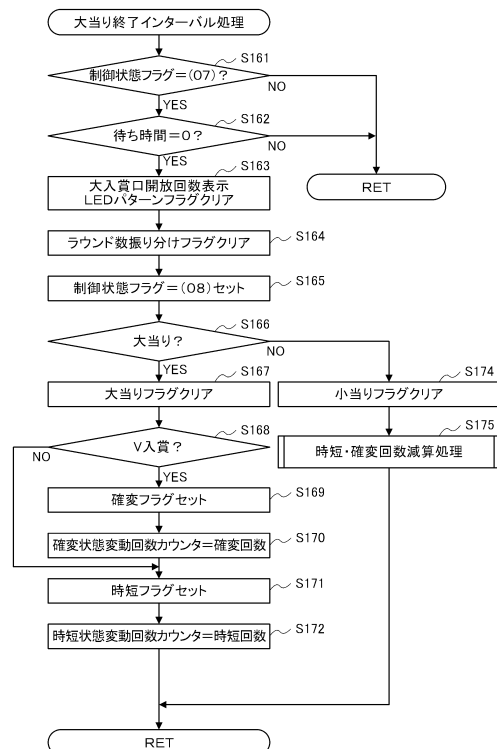 大当り終了インターバル処理
S161
制御状態フラグ=(07)?
NO
YES
S162
待ち時間=0?
NO
YES
S163
RET
大入賞口開放回数表示
LEDパターンフラグクリア
S164
ラウンド数振り分けフラグクリア
S165
制御状態フラグ=(08)セット
S166
大当り?
NO
YES
S167
S174
大当りフラグクリア
小当りフラグクリア
S168
S175
V入賞?
時短・確変回数減算処理
NO
YES
S169
確変フラグセット
S170
確変状態変動回数カウンタ=確変回数
S171
時短フラグセット
S172
時短状態変動回数カウンタ=時短回数
RET